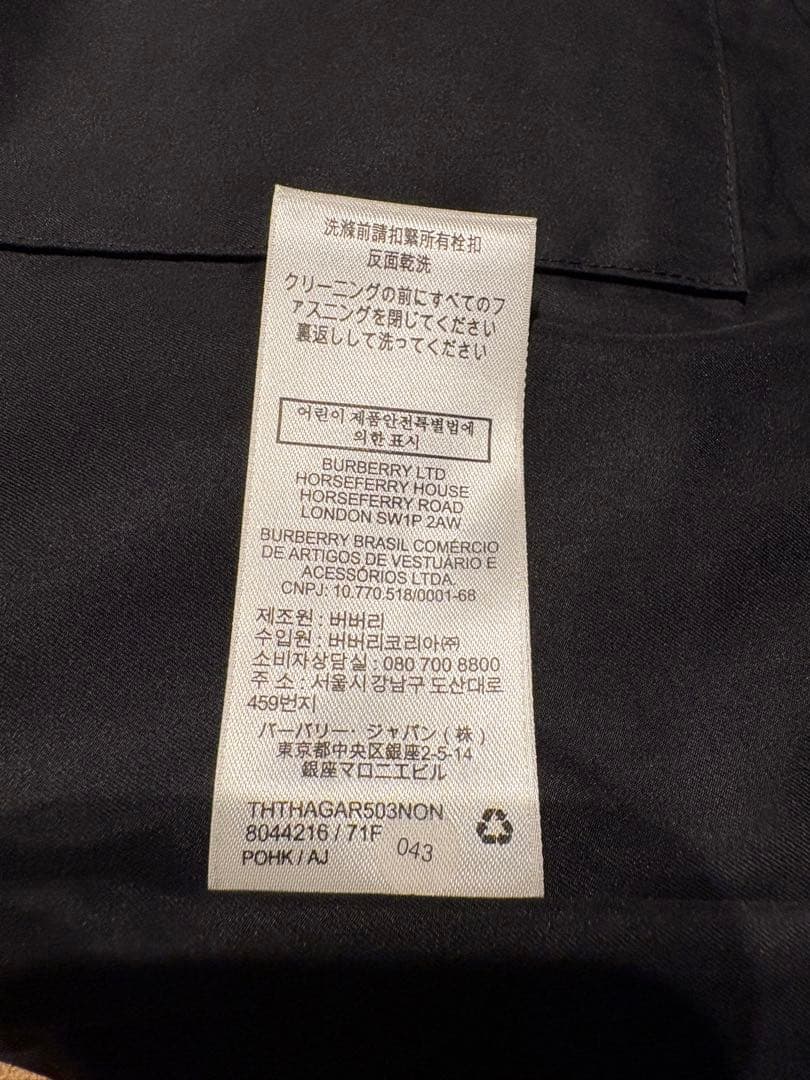 洗滌前請扣緊所有栓扣
反面乾洗
クリーニングの前にすべてのフ
ァスニングを閉じてください
裏返しして洗ってください
어린이 제품안전특별법에
의한 표시
BURBERRY LTD
HORSEFERRY HOUSE
HORSEFERRY ROAD
LONDON SW1P 2AW
BURBERRY BRASIL COMÉRCIO
DE ARTIGOS DE VESTUÁRIO E
ACESSÓRIOS LTDA.
CNPJ: 10.770.518/0001-68
제조원 : 버버리
수입원 : 버버리코리아㈜
소비자상담실 : 080 700 8800
주 소 : 서울시 강남구 도산대로
459번지
バーバリー・ジャパン（株）
東京都中央区銀座2-5-14
銀座マロニエビル
THTHAGAR503NON
8044216 / 71F
POHK / AJ
043